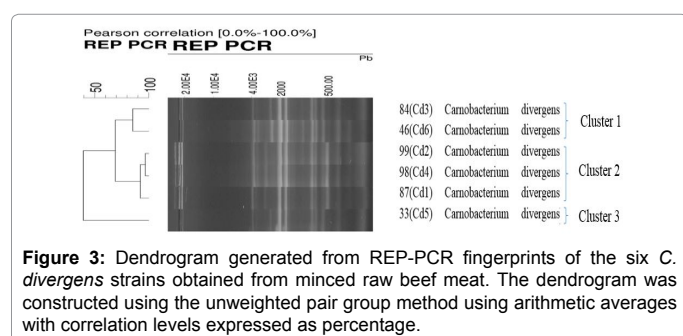 Pearson correlation [0.0%-100.0%]
REP PCR REP PCR
Pb
50
100
2.00E4
1.00E4
4.00E3
2000
500.00
84(Cd3) Carnobacterium divergens
46(Cd6) Carnobacterium divergens
Cluster 1
99(Cd2) Carnobacterium divergens
98(Cd4) Carnobacterium divergens
87(Cd1) Carnobacterium divergens
Cluster 2
33(Cd5) Carnobacterium divergens
Cluster 3
Figure 3: Dendrogram generated from REP-PCR fingerprints of the six C.
divergens strains obtained from minced raw beef meat. The dendrogram was
constructed using the unweighted pair group method using arithmetic averages
with correlation levels expressed as percentage.